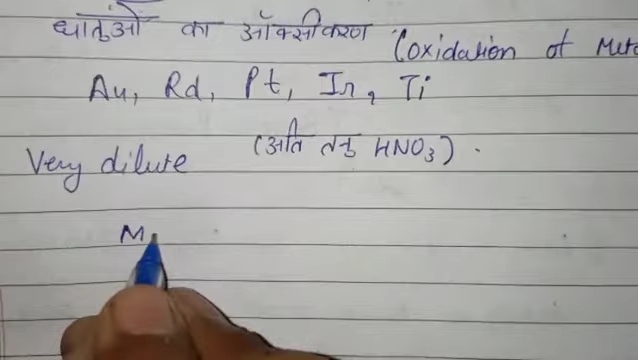 धातुओं का ऑक्सीकरण (Oxidation of Meta
Au, Rd, Pt, Ir, Ti
Very dilute (अति तनु HNO3).
M